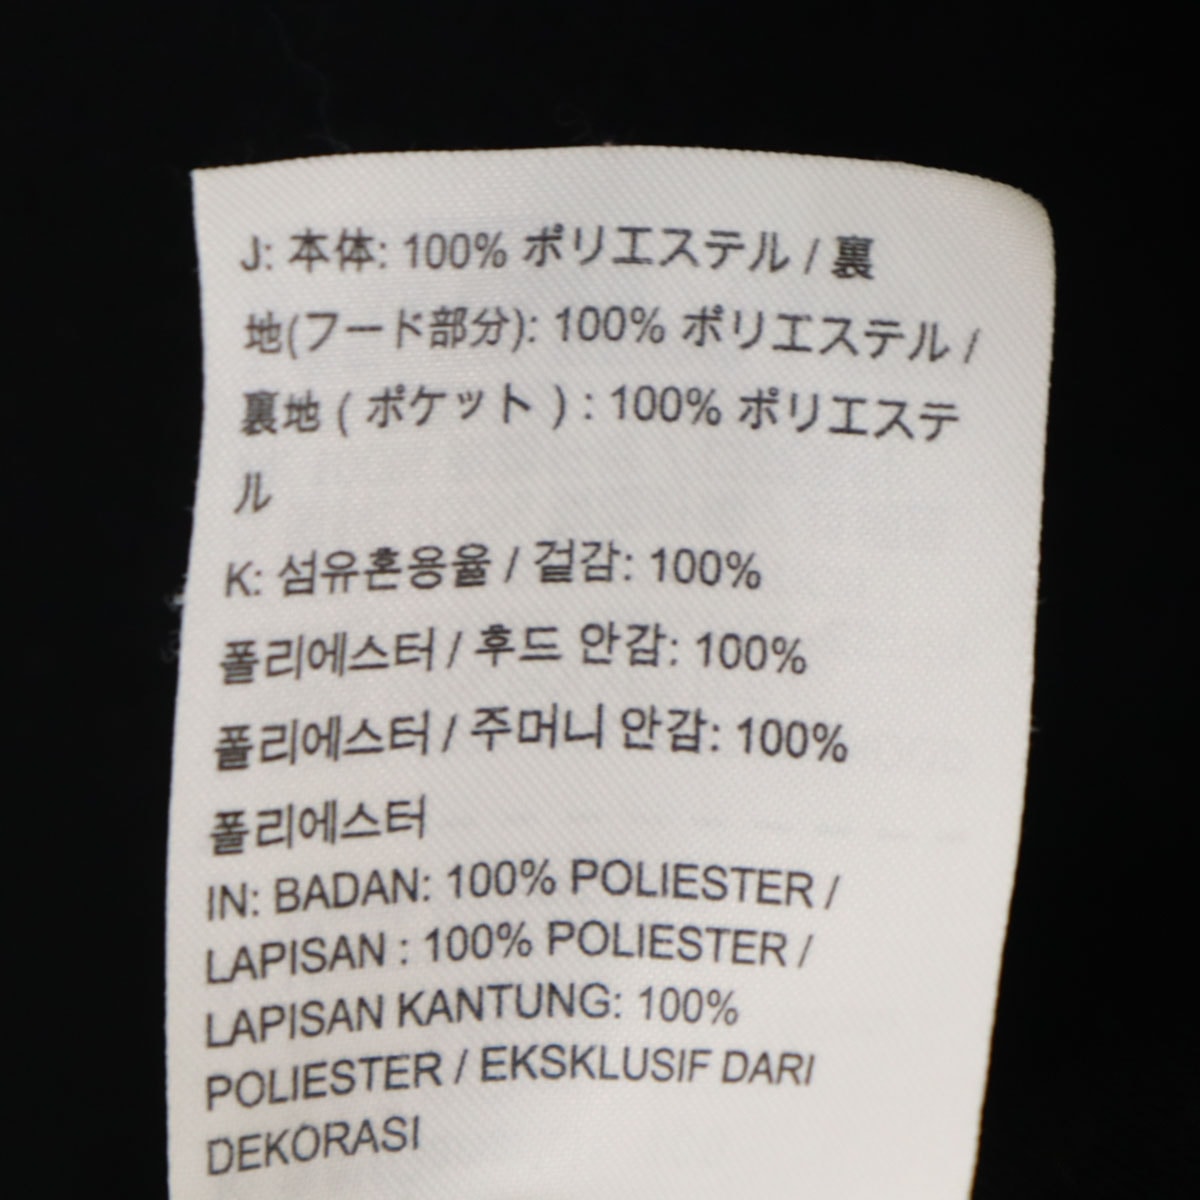 J: 本体: 100% ポリエステル / 裏
地(フード部分): 100% ポリエステル /
裏地 ( ポケット ) : 100% ポリエステ
ル
K: 섬유혼용율 / 겉감: 100%
폴리에스터 / 후드 안감: 100%
폴리에스터 / 주머니 안감: 100%
폴리에스터
IN: BADAN: 100% POLIESTER /
LAPISAN : 100% POLIESTER /
LAPISAN KANTUNG: 100%
POLIESTER / EKSKLUSIF DARI
DEKORASI